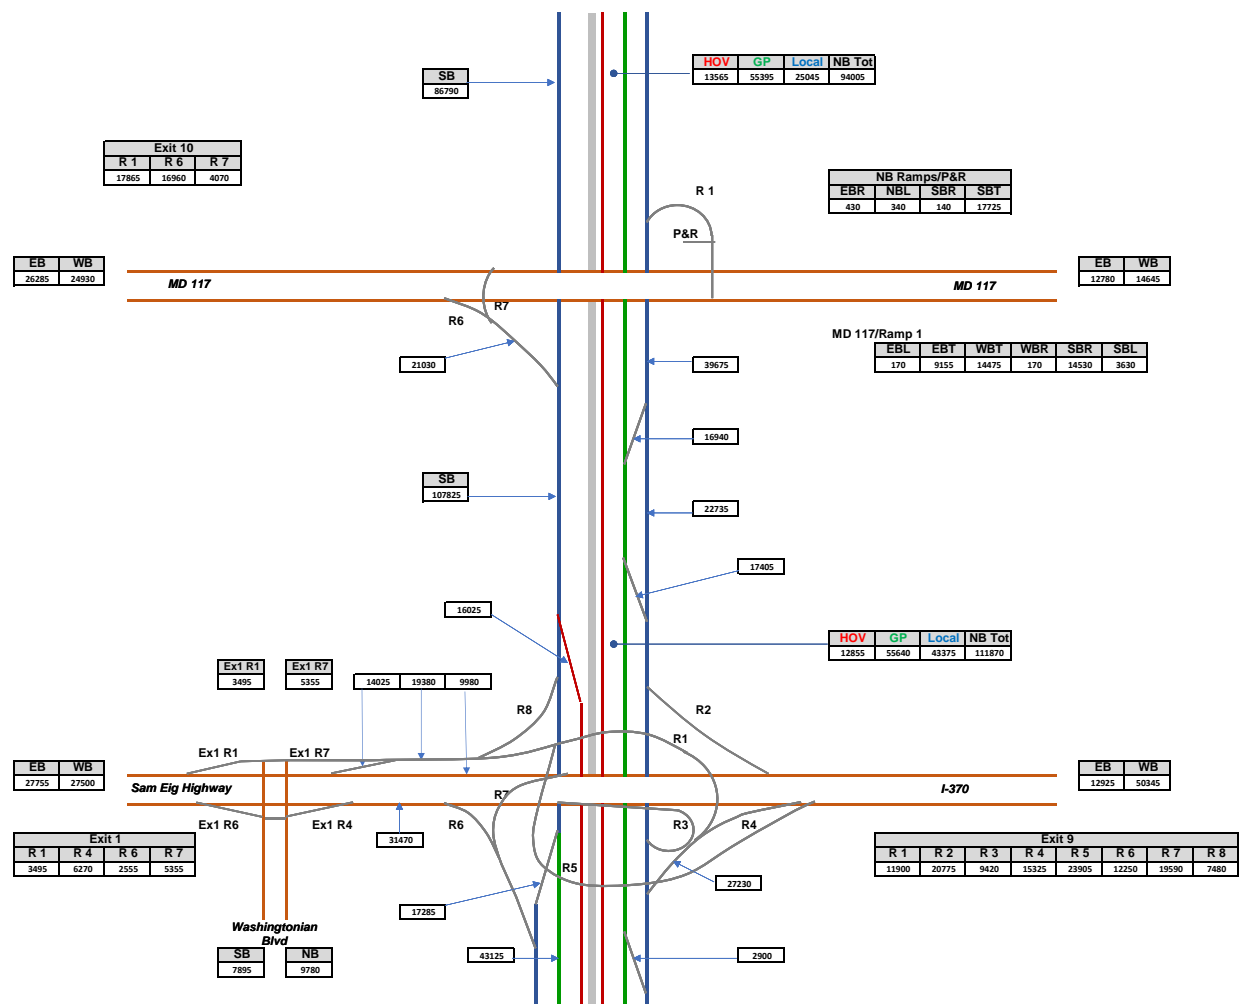 HOV GP Local NB Tot
13565 55395 25045 94005
SB
86790
Exit 10
R 1 R 6 R 7
17865 16960 4070
NB Ramps/P&R
EBR NBL SBR SBT
430 340 140 17725
R 1
P&R
EB WB
26285 24930
MD 117
MD 117
EB WB
12780 14645
R7
R6
MD 117/Ramp 1
EBL EBT WBT WBR SBR SBL
170 9155 14475 170 14530 3630
21030
39675
16940
SB
107825
22735
17405
16025
HOV GP Local NB Tot
12855 55640 43375 111870
Ex1 R1
3495
Ex1 R7
5355
14025 19380 9980
R8
R2
R1
Ex1 R1
Ex1 R7
EB WB
27755 27500
Sam Eig Highway
I-370
EB WB
12925 50345
R7
Ex1 R6
Ex1 R4
R6
R3
R4
31470
Exit 1
R 1 R 4 R 6 R 7
3495 6270 2555 5355
Exit 9
R 1 R 2 R 3 R 4 R 5 R 6 R 7 R 8
11900 20775 9420 15325 23905 12250 19590 7480
R5
27230
17285
Washingtonian
Blvd
SB
7895
NB
9780
43125
2900